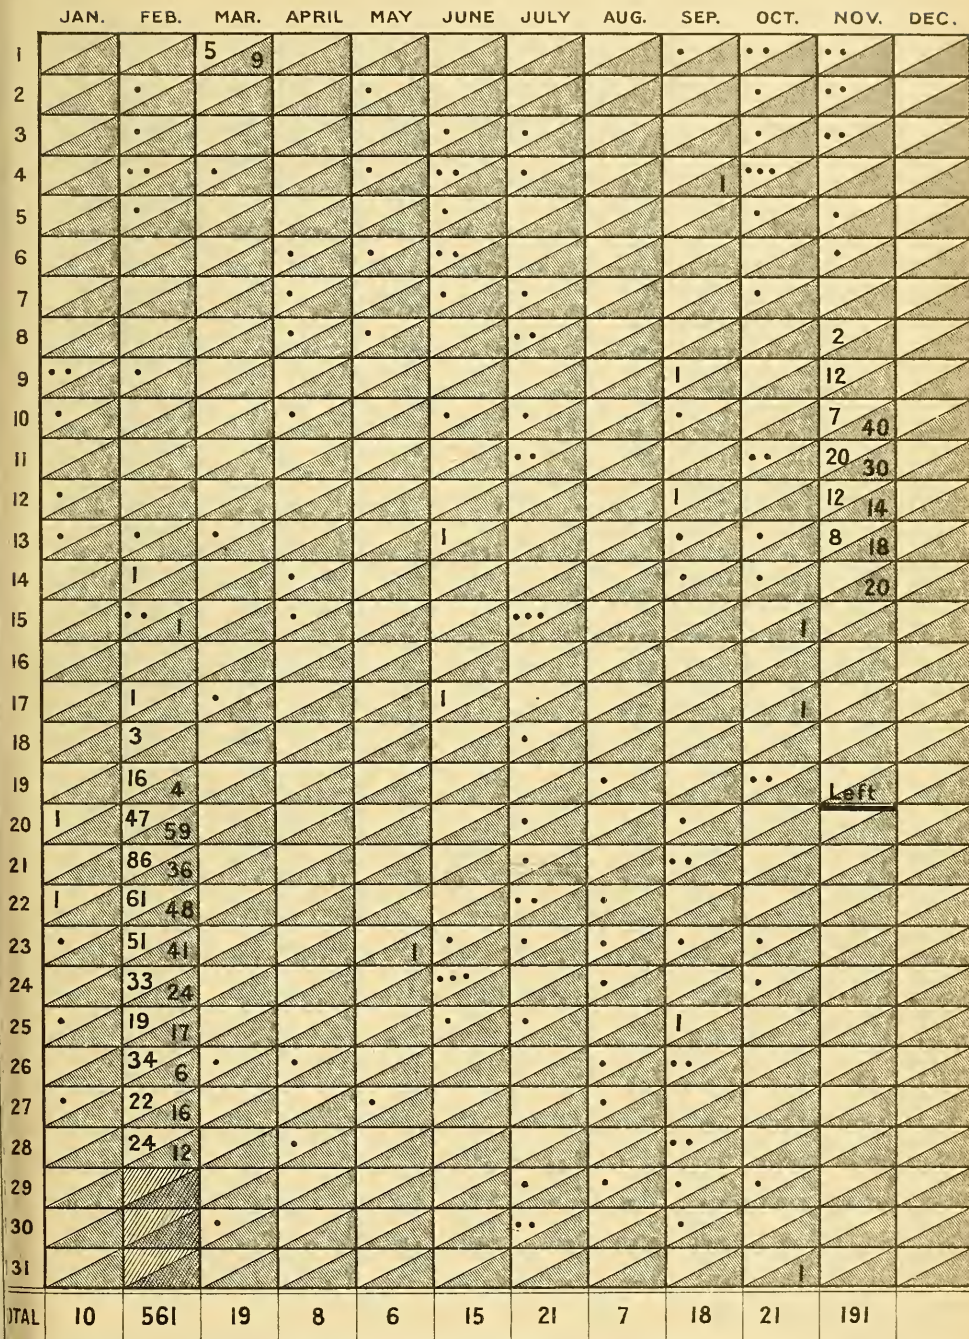 JAN. FEB. MAR. APRIL MAY JUNE JULY AUG. SEP. OCT. NOV. DEC.
1 5 9 • • • • •
2 • • • • •
3 • • • • • •
4 • • • • • • • 1 • • •
5 • • • •
6 • • • • •
7 • • • •
8 • • • • 2
9 • • • 1 12
10 • • • • • 7 40
11 • • • • 20 30
12 • 1 12 14
13 • • • 1 • • 8 18
14 1 • • • 20
15 • • 1 • • • • 1
16
17 1 • 1 • 1
18 3 •
19 16 4 • • • Left
20 1 47 59 • •
21 86 36 • • •
22 1 61 48 • • •
23 • 51 41 1 • • • • •
24 33 24 • • • • •
25 • 19 17 • • 1
26 34 6 • • • • •
27 • 22 16 • •
28 24 12 • • •
29 • • • •
30 • • • •
31 1
OTAL 10 561 19 8 6 15 21 7 18 21 191